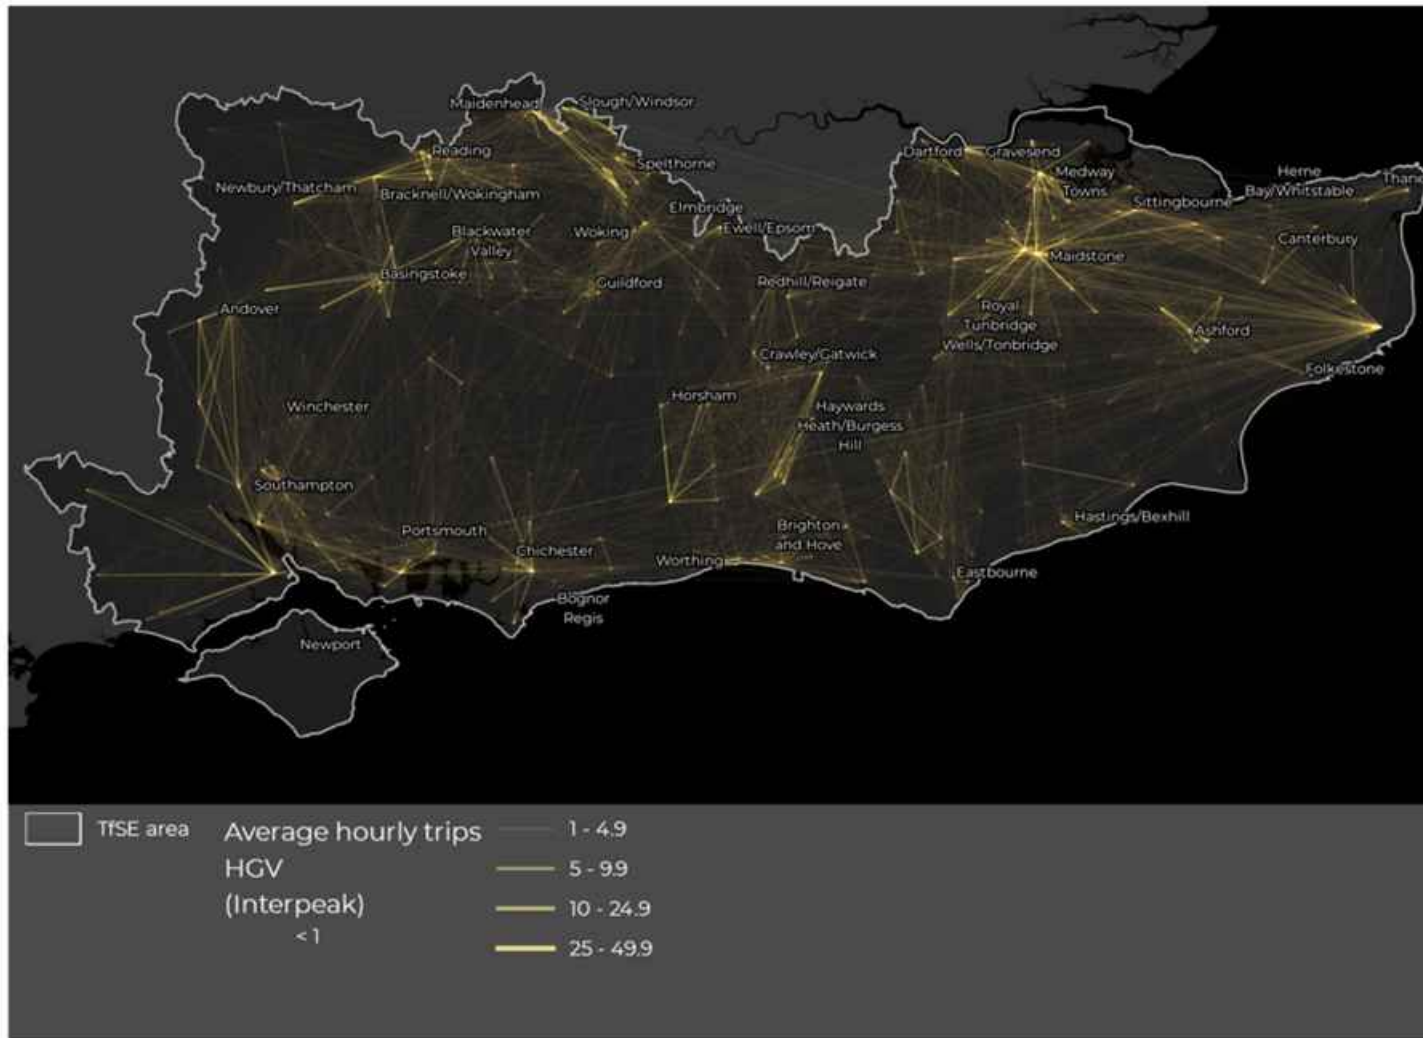 Maidenhead
Slough/Windsor
Reading
Spelthorne
Dartford
Gravesend
Medway
Towns
Herne
Bay/Whitstable
Thane
Newbury/Thatcham
Bracknell/Wokingham
Sittingbourne
Elmbridge
Ewell/Epsom
Woking
Blackwater
Valley
Canterbury
Maidstone
Basingstoke
Guildford
Redhill/Reigate
Andover
Royal
Tunbridge
Wells/Tonbridge
Ashford
Crawley/Gatwick
Folkestone
Horsham
Haywards
Heath/Burgess
Hill
Winchester
Southampton
Portsmouth
Chichester
Worthing
Brighton
and Hove
Hastings/Bexhill
Eastbourne
Bognor
Regis
Newport
TfSE area
Average hourly trips
HGV
(Interpeak)
< 1
1 - 4.9
5 - 9.9
10 - 24.9
25 - 49.9